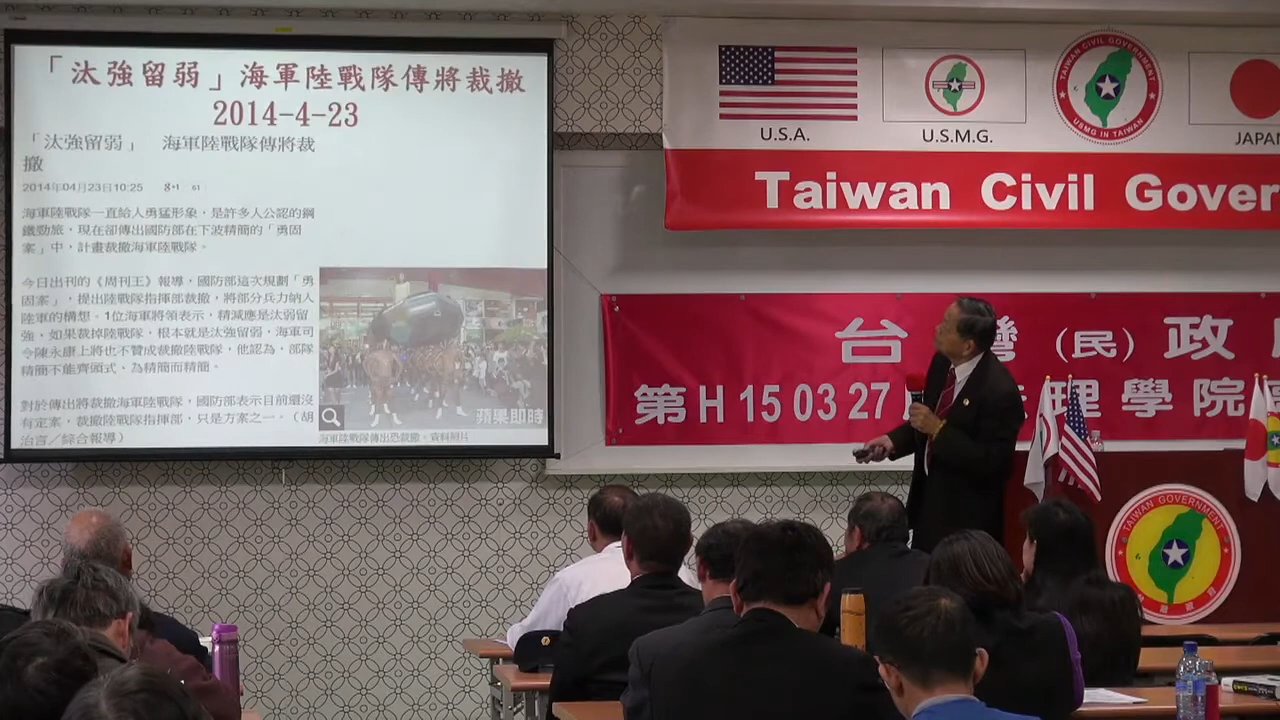 「汰強留弱」海軍陸戰隊傳將裁撤
2014-4-23
「汰強留弱」 海軍陸戰隊傳將裁
撤
2014年04月23日10:25
海軍陸戰隊一直給人勇猛形象，是許多人公認的鋼
鐵勁旅，現在卻傳出國防部在下波精簡的「勇固
案」中，計畫裁撤海軍陸戰隊。
今日出刊的《周刊王》報導，國防部這次規劃「勇
固案」，提出陸戰隊指揮部裁撤，將部分兵力納入
陸軍的構想。1位海軍將領表示，精減應是汰弱留
強，如果裁掉陸戰隊，根本就是汰強留弱，海軍司
令陳永康上將也不贊成裁撤陸戰隊，他認為，部隊
精簡不能齊頭式、為精簡而精簡。
對於傳出將裁撤海軍陸戰隊，國防部表示目前還沒
有定案，裁撤陸戰隊指揮部，只是方案之一。（胡
治言／綜合報導）
蘋果即時
海軍陸戰隊傳出恐裁撤。資料照片
U.S.A.
U.S.M.G.
TAIWAN CIVIL GOVERNMENT
USMG IN TAIWAN
JAPA
Taiwan Civil Gover
台灣（民）政
第H 15 03 27 理學院
TAIWAN GOVERNMENT